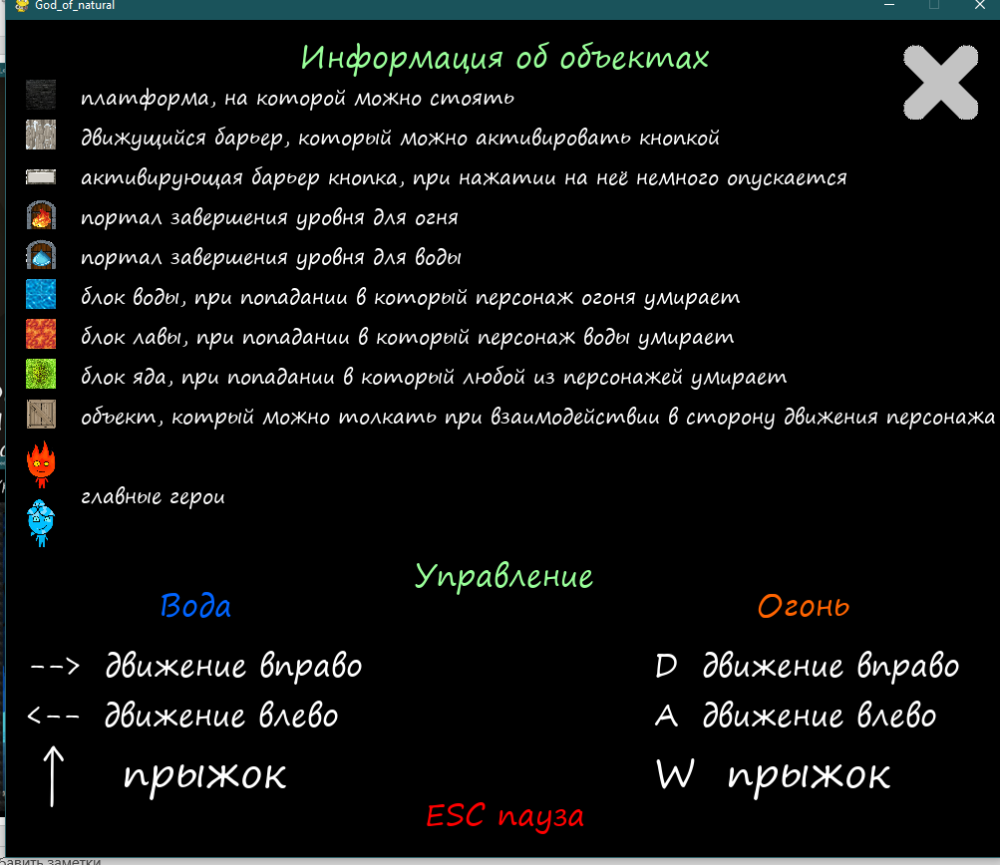 God_of_natural
Информация об объектах
платформа, на которой можно стоять
движущийся барьер, который можно активировать кнопкой
активирующая барьер кнопка, при нажатии на неё немного опускается
портал завершения уровня для огня
портал завершения уровня для воды
блок воды, при попадании в который персонаж огоня умирает
блок лавы, при попадании в который персонаж воды умирает
блок яда, при попадании в который любой из персонажей умирает
объект, котрый можно толкать при взаимодействии в сторону движения персонажа
главные герои
Управление
Вода
Огонь
--> движение вправо
D движение вправо
<-- движение влево
A движение влево
↑ прыжок
W прыжок
ESC пауза
заметки